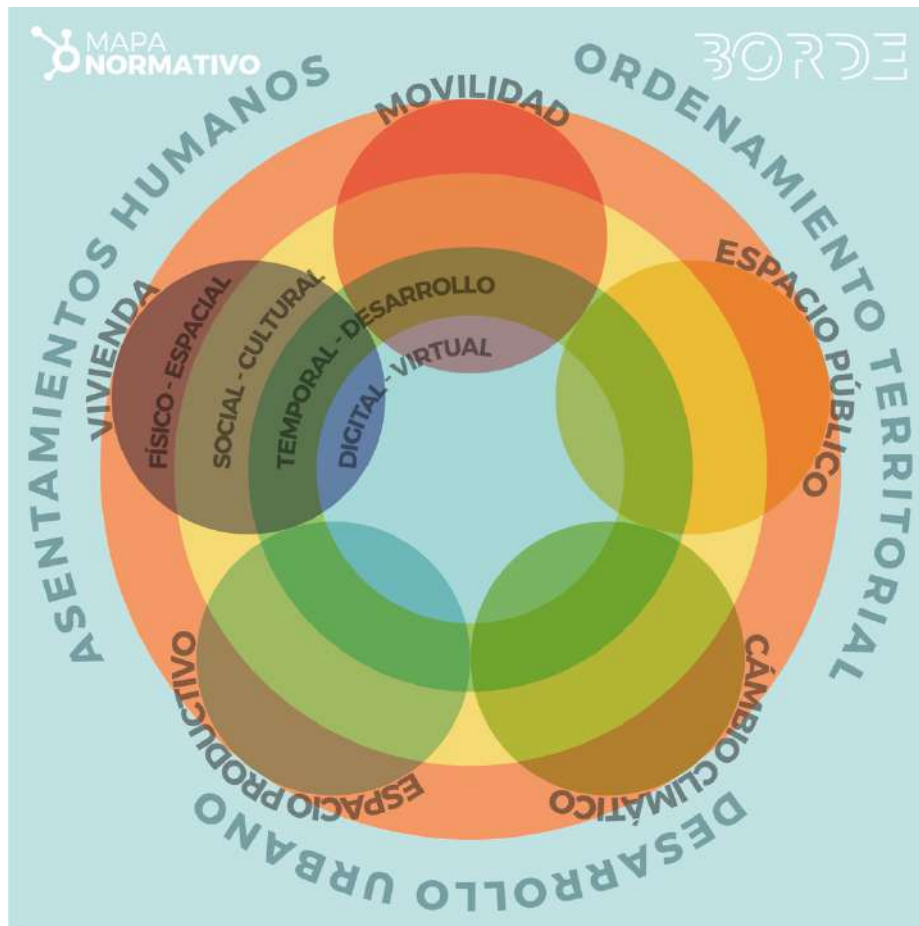 MAPA
NORMATIVO
BORDE
ASENTAMIENTOS HUMANOS
ORDENAMIENTO TERRITORIAL
DESARROLLO URBANO
MOVILIDAD
ESPACIO PÚBLICO
CÁMBIO CLIMÁTICO
ESPACIO PRODUCTIVO
VIVIENDA
FÍSICO - ESPACIAL
SOCIAL - CULTURAL
TEMPORAL - DESARROLLO
DIGITAL - VIRTUAL